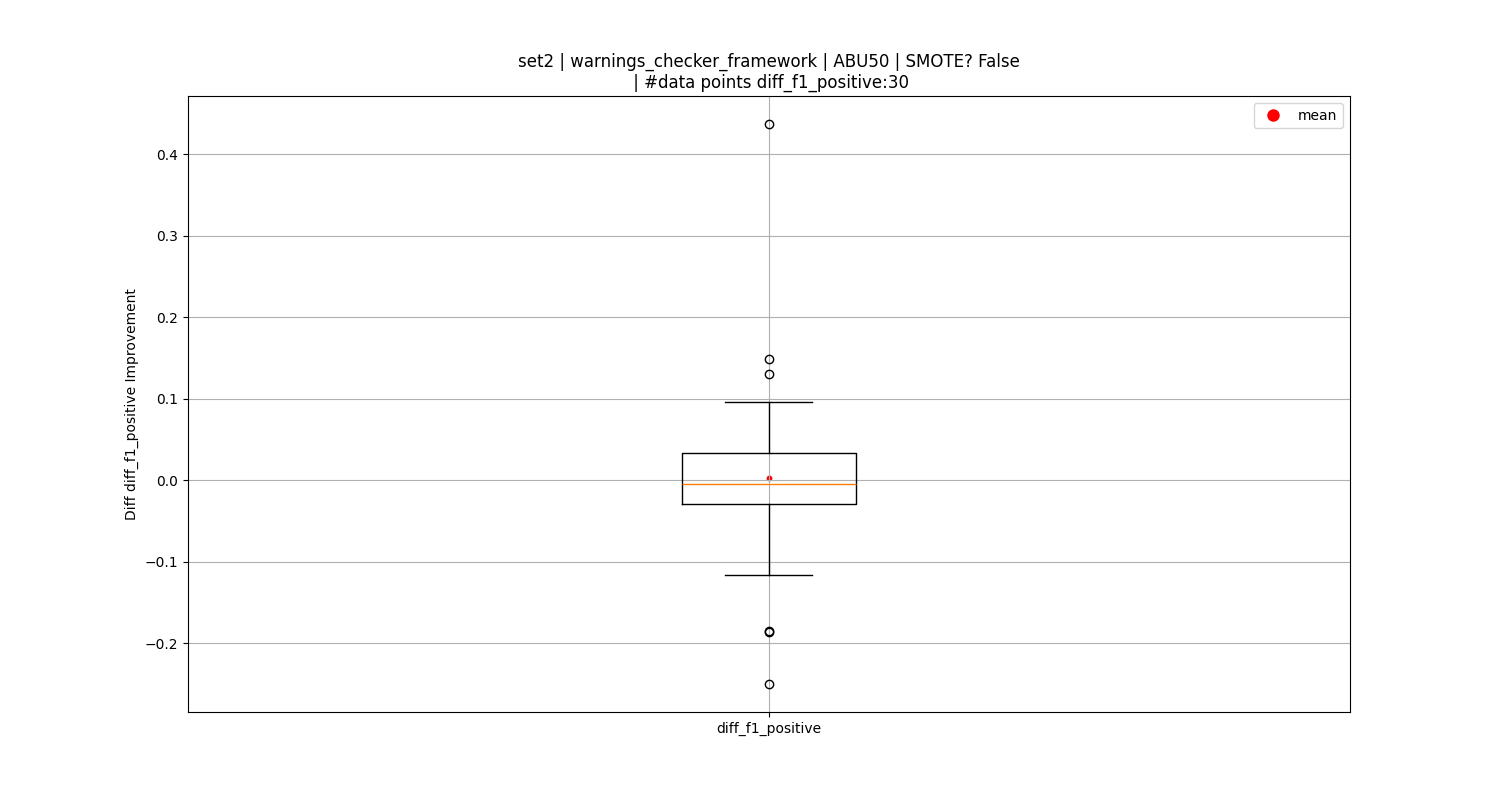 set2 | warnings_checker_framework | ABU50 | SMOTE? False
| #data points diff_f1_positive:30
mean
0.4
0.3
0.2
0.1
0.0
−0.1
−0.2
Diff diff_f1_positive Improvement
diff_f1_positive